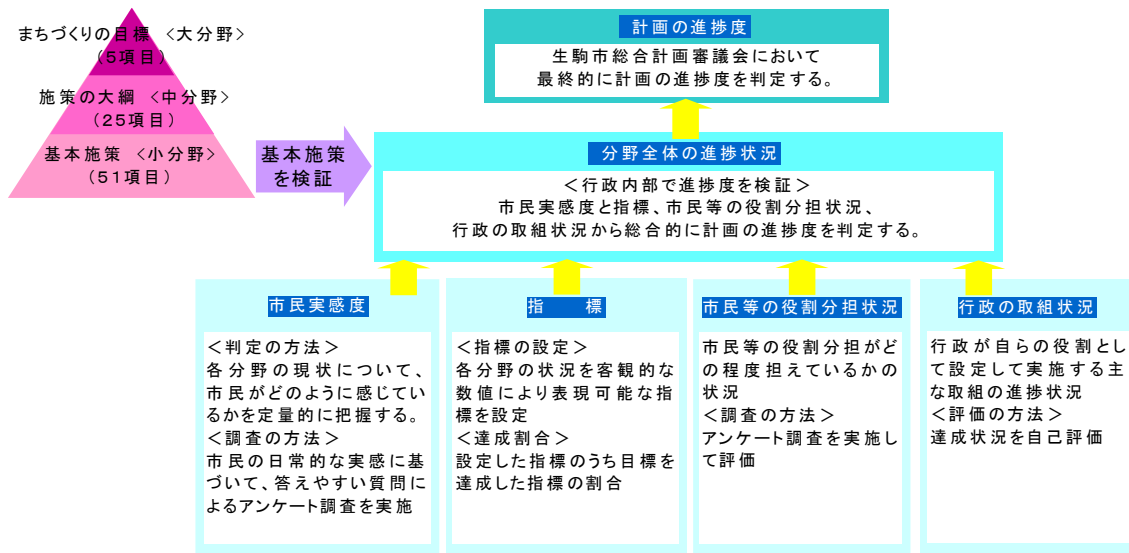 まちづくりの目標 <大分野>
(5項目)
施策の大綱 <中分野>
(25項目)
基本施策 <小分野>
(51項目)
基本施策
を検証
計画の進捗度
生駒市総合計画審議会において
最終的に計画の進捗度を判定する。
分野全体の進捗状況
<行政内部で進捗度を検証>
市民実感度と指標、市民等の役割分担状況、
行政の取組状況から総合的に計画の進捗度を判定する。
市民実感度
<判定の方法>
各分野の現状について、
市民がどのように感じてい
るかを定量的に把握する。
<調査の方法>
市民の日常的な実感に基
づいて、答えやすい質問に
よるアンケート調査を実施
指 標
<指標の設定>
各分野の状況を客観的な
数値により表現可能な指
標を設定
<達成割合>
設定した指標のうち目標を
達成した指標の割合
市民等の役割分担状況
市民等の役割分担がど
の程度担えているかの
状況
<調査の方法>
アンケート調査を実施し
て評価
行政の取組状況
行政が自らの役割とし
て設定して実施する主
な取組の進捗状況
<評価の方法>
達成状況を自己評価